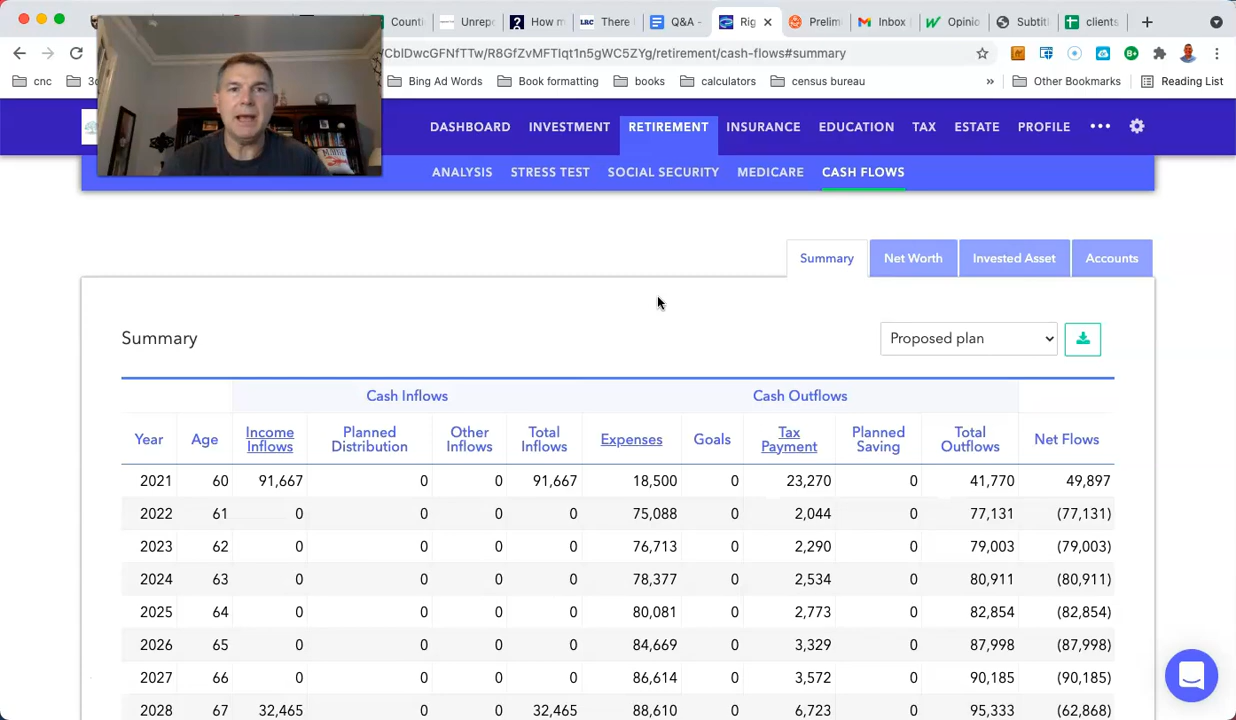 Counti
Unrepo
How m
LRC There
Q&A -
Rig
Prelim
Inbox
Opinio
Subtit
clients
CblDwcGFNfTTw/R8GfZvMFTIqt1n5gWC5ZYg/retirement/cash-flows#summary
cnc
Bing Ad Words
Book formatting
books
calculators
census bureau
»
Other Bookmarks
Reading List
DASHBOARD INVESTMENT RETIREMENT INSURANCE EDUCATION TAX ESTATE PROFILE
ANALYSIS STRESS TEST SOCIAL SECURITY MEDICARE CASH FLOWS
Summary Net Worth Invested Asset Accounts
Summary
Proposed plan
Cash Inflows Cash Outflows
Year Age Income Inflows Planned Distribution Other Inflows Total Inflows Expenses Goals Tax Payment Planned Saving Total Outflows Net Flows
2021 60 91,667 0 0 91,667 18,500 0 23,270 0 41,770 49,897
2022 61 0 0 0 0 75,088 0 2,044 0 77,131 (77,131)
2023 62 0 0 0 0 76,713 0 2,290 0 79,003 (79,003)
2024 63 0 0 0 0 78,377 0 2,534 0 80,911 (80,911)
2025 64 0 0 0 0 80,081 0 2,773 0 82,854 (82,854)
2026 65 0 0 0 0 84,669 0 3,329 0 87,998 (87,998)
2027 66 0 0 0 0 86,614 0 3,572 0 90,185 (90,185)
2028 67 32,465 0 0 32,465 88,610 0 6,723 0 95,333 (62,868)